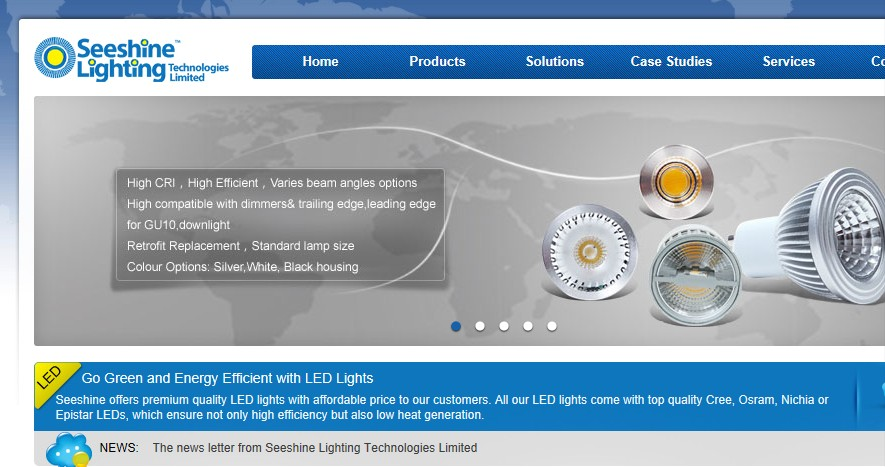 Seeshine™
Lighting Technologies
Limited
Home Products Solutions Case Studies Services
High CRI，High Efficient，Varies beam angles options
High compatible with dimmers& trailing edge,leading edge
for GU10,downlight
Retrofit Replacement，Standard lamp size
Colour Options: Silver,White, Black housing
LED
Go Green and Energy Efficient with LED Lights
Seeshine offers premium quality LED lights with affordable price to our customers. All our LED lights come with top quality Cree, Osram, Nichia or
Epistar LEDs, which ensure not only high efficiency but also low heat generation.
NEWS: The news letter from Seeshine Lighting Technologies Limited